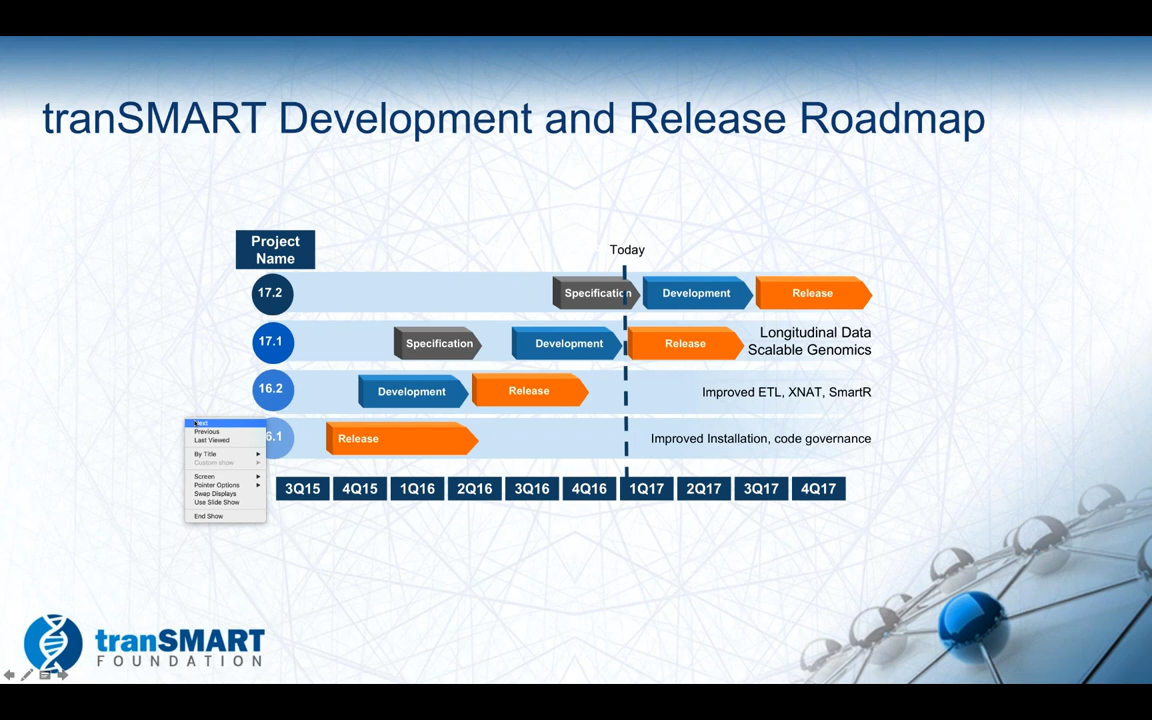 tranSMART Development and Release Roadmap
Project
Name
Today
17.2
Specification
Development
Release
17.1
Specification
Development
Release
Longitudinal Data
Scalable Genomics
16.2
Development
Release
Improved ETL, XNAT, SmartR
6.1
Release
Improved Installation, code governance
Next
Previous
Last Viewed
By Title
Custom show
Screen
Pointer Options
Swap Displays
Use Slide Show
End Show
3Q15 4Q15 1Q16 2Q16 3Q16 4Q16 1Q17 2Q17 3Q17 4Q17
tranSMART
FOUNDATION